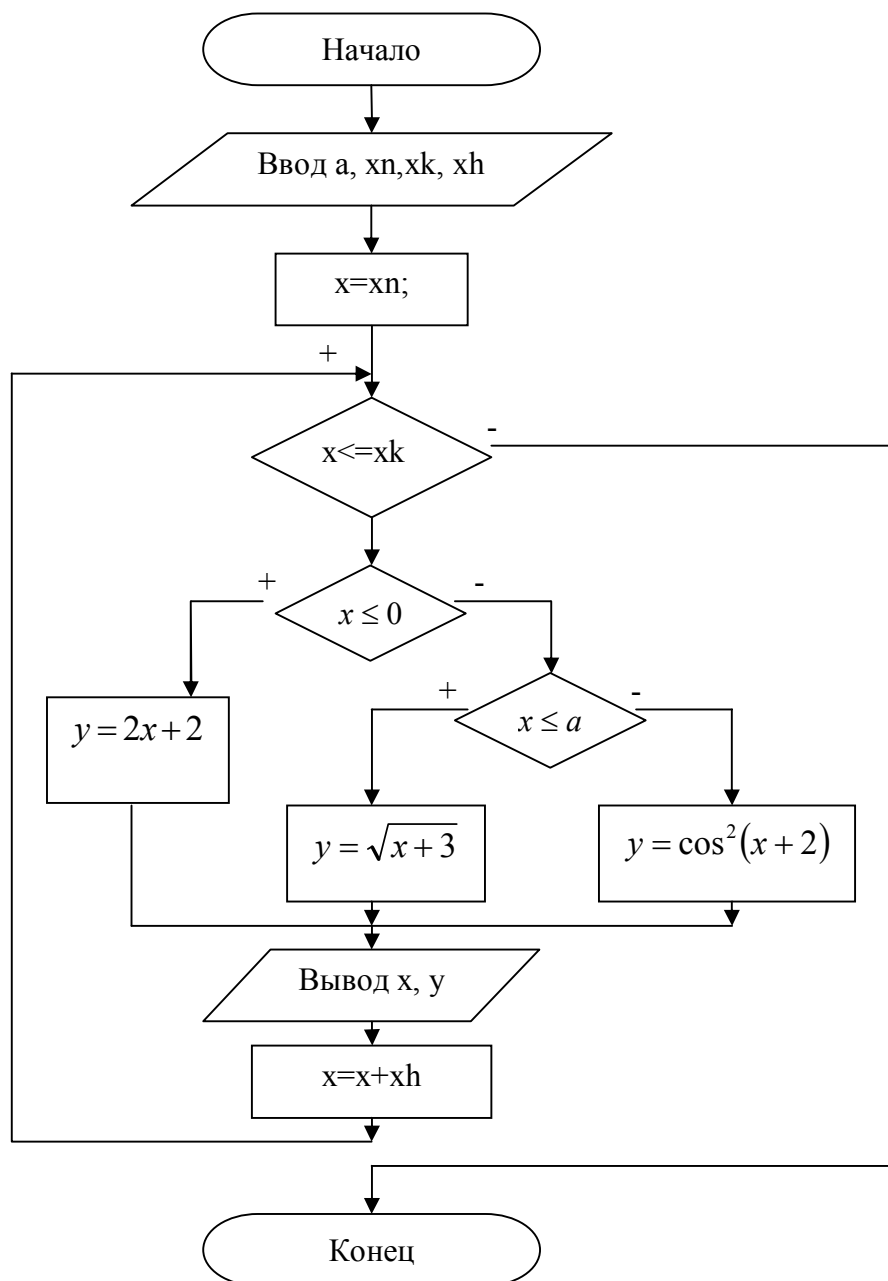 Начало
Ввод a, xn,xk, xh
x=xn;
+
x<=xk
-
+
x ≤ 0
-
y = 2x + 2
+
x ≤ a
-
y = √(x + 3)
y = cos²(x + 2)
Вывод x, y
x=x+xh
Конец